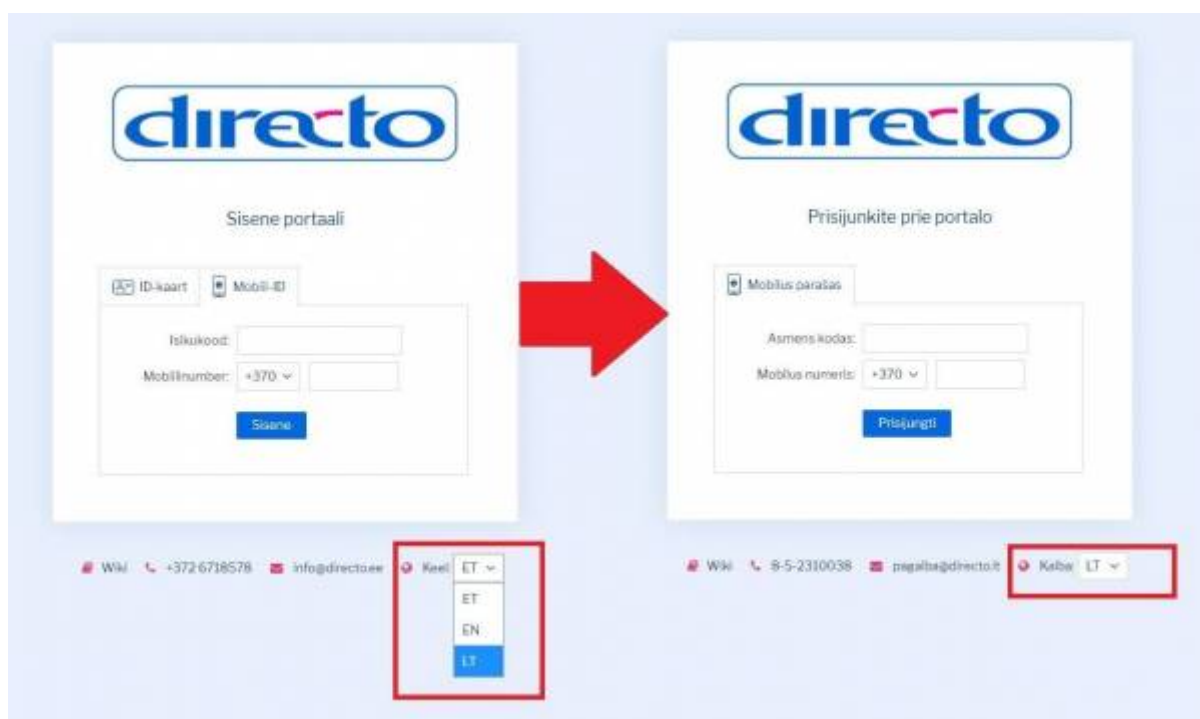 directo
Sisene portaali
ID-kaart Mobiil-ID
Isikukood:
Mobiilinumber: +370
Sisene
Wiki +372 6718578 info@directo.ee Keel: ET
ET
EN
LT
directo
Prisijunkite prie portalo
Mobilus parašas
Asmens kodas:
Mobilus numeris: +370
Prisijungti
Wiki 8-5-2310038 pagalba@directo.lt Kalba: LT